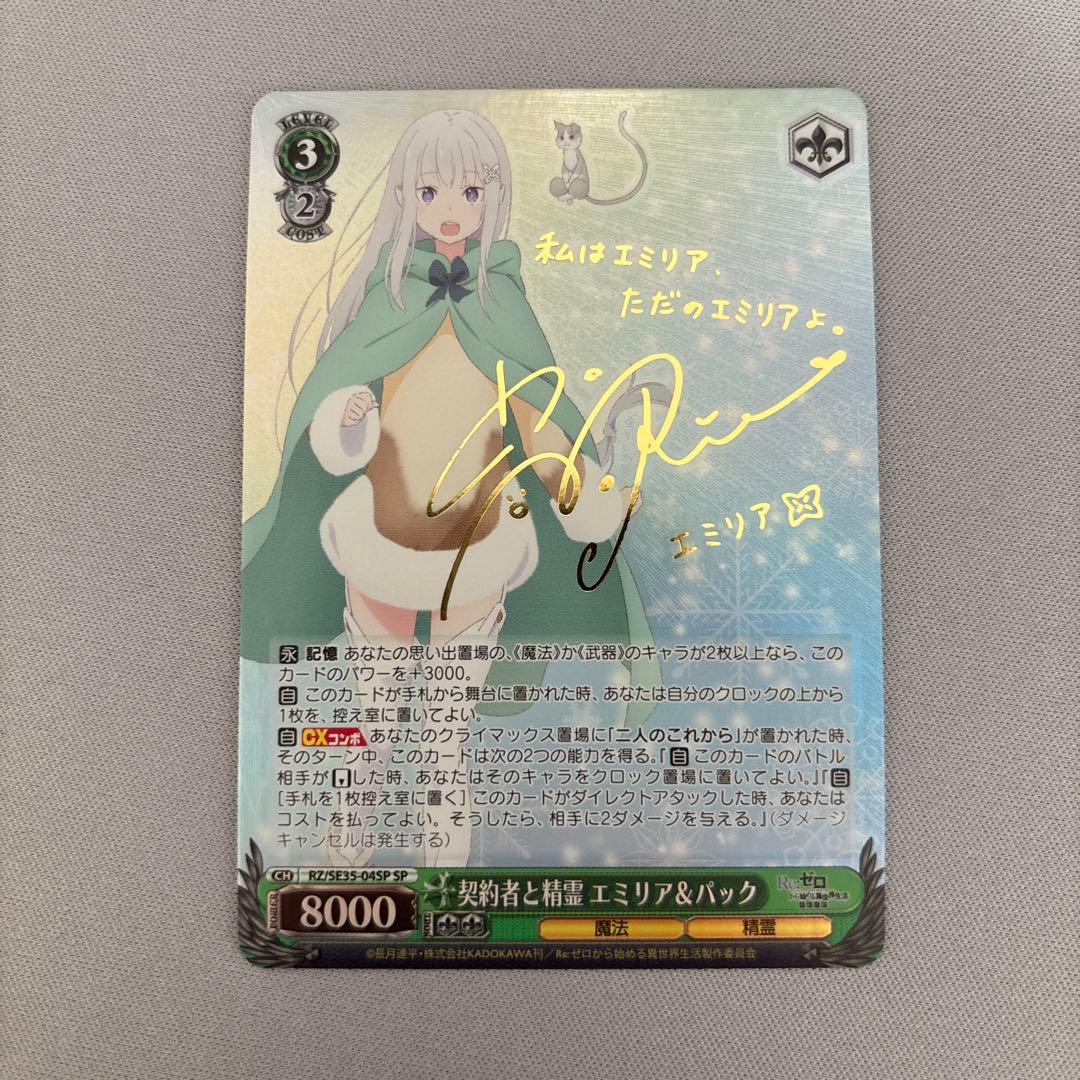 LEVEL
3
2
COST
私はエミリア、
ただのエミリアよ。
エミリア
永 記憶 あなたの思い出置場の、《魔法》か《武器》のキャラが2枚以上なら、この
カードのパワーを+3000。
自 このカードが手札から舞台に置かれた時、あなたは自分のクロックの上から
1枚を、控え室に置いてよい。
自 CXコンボ あなたのクライマックス置場に「二人のこれから」が置かれた時、
そのターン中、このカードは次の2つの能力を得る。『自 このカードのバトル
相手がした時、あなたはそのキャラをクロック置場に置いてよい。』『自
[手札を1枚控え室に置く] このカードがダイレクトアタックした時、あなたは
コストを払ってよい。そうしたら、相手に2ダメージを与える。』(ダメージ
キャンセルは発生する)
CH RZ/SE35-04SP SP
POWER 8000 SOUL
契約者と精霊 エミリア&パック
Re:ゼロ
から始める異世界生活
魔法 精霊
©長月達平・株式会社KADOKAWA刊/Re:ゼロから始める異世界生活製作委員会